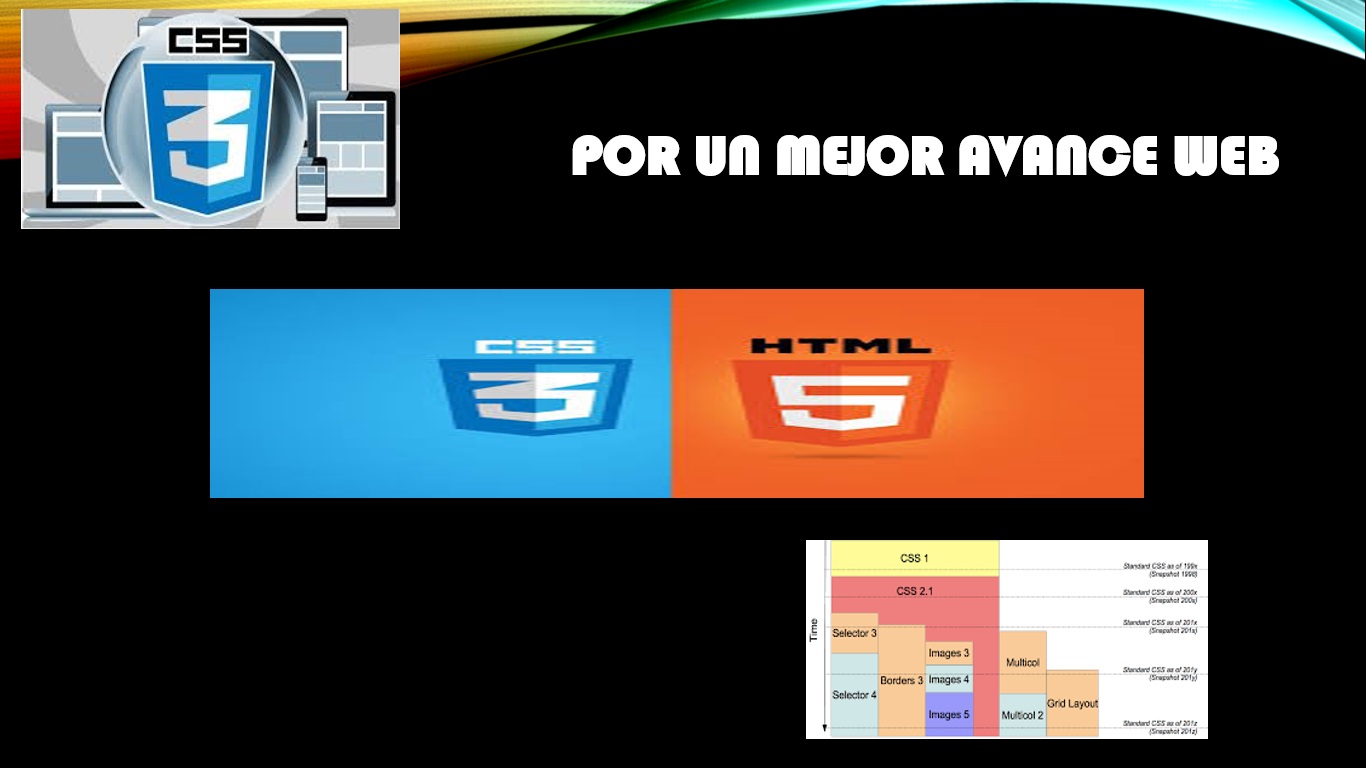 CSS
3
POR UN MEJOR AVANCE WEB
CSS
3
HTML
5
CSS 1
Standard CSS as of 199x
(Snapshot 1998)
CSS 2.1
Standard CSS as of 200x
(Snapshot 200x)
Time
Standard CSS as of 201x
(Snapshot 201x)
Selector 3
Images 3
Multicol
Standard CSS as of 201y
(Snapshot 201y)
Borders 3
Images 4
Selector 4
Grid Layout
Images 5
Multicol 2
Standard CSS as of 201z
(Snapshot 201z)